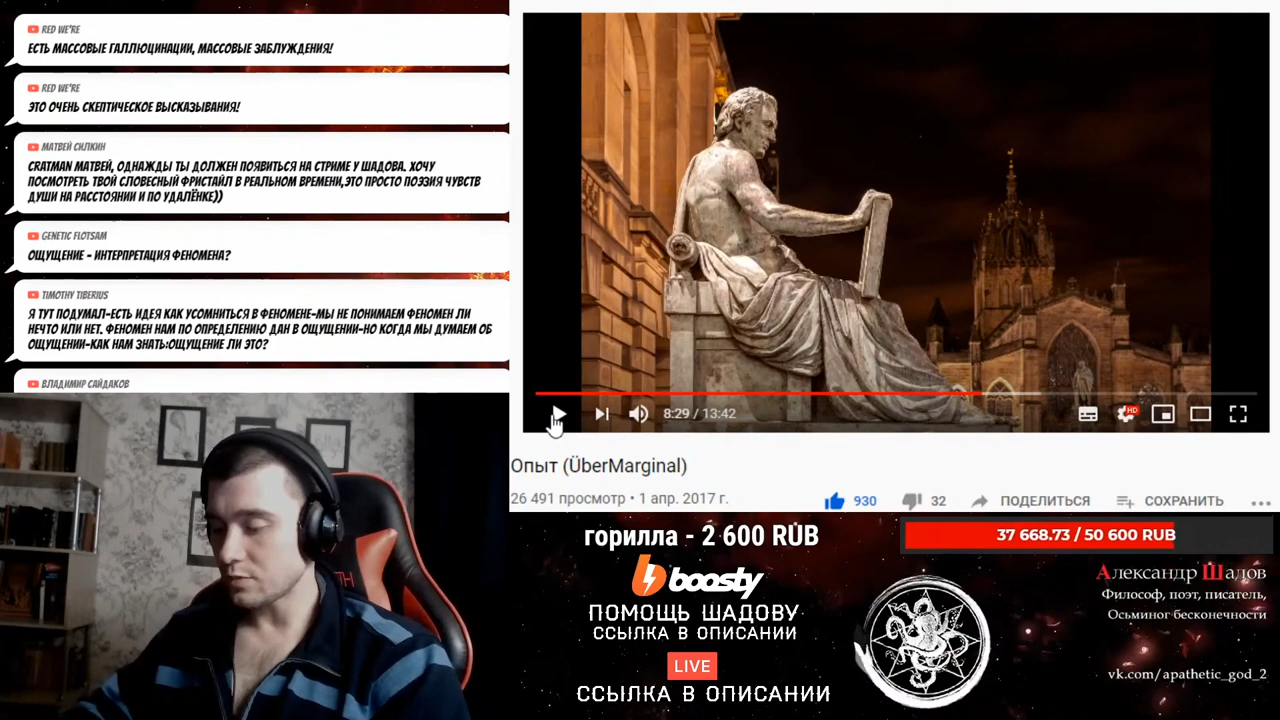 RED WE'RE
ЕСТЬ МАССОВЫЕ ГАЛЛЮЦИНАЦИИ, МАССОВЫЕ ЗАБЛУЖДЕНИЯ!
RED WE'RE
ЭТО ОЧЕНЬ СКЕПТИЧЕСКОЕ ВЫСКАЗЫВАНИЯ!
МАТВЕЙ СИЛКИН
CRATMAN МАТВЕЙ, ОДНАЖДЫ ТЫ ДОЛЖЕН ПОЯВИТЬСЯ НА СТРИМЕ У ШАДОВА. ХОЧУ
ПОСМОТРЕТЬ ТВОЙ СЛОВЕСНЫЙ ФРИСТАЙЛ В РЕАЛЬНОМ ВРЕМЕНИ,ЭТО ПРОСТО ПОЭЗИЯ ЧУВСТВ
ДУШИ НА РАССТОЯНИИ И ПО УДАЛЁНКЕ))
GENETIC FLOTSAM
ОЩУЩЕНИЕ - ИНТЕРПРЕТАЦИЯ ФЕНОМЕНА?
TIMOTHY TIBERIUS
Я ТУТ ПОДУМАЛ-ЕСТЬ ИДЕЯ КАК УСОМНИТЬСЯ В ФЕНОМЕНЕ-МЫ НЕ ПОНИМАЕМ ФЕНОМЕН ЛИ
НЕЧТО ИЛИ НЕТ. ФЕНОМЕН НАМ ПО ОПРЕДЕЛЕНИЮ ДАН В ОЩУЩЕНИИ-НО КОГДА МЫ ДУМАЕМ ОБ
ОЩУЩЕНИИ-КАК НАМ ЗНАТЬ:ОЩУЩЕНИЕ ЛИ ЭТО?
ВЛАДИМИР САЙДАКОВ
8:29 / 13:42
HD
Опыт (ÜberMarginal)
26 491 просмотр • 1 апр. 2017 г.
930
32
ПОДЕЛИТЬСЯ
СОХРАНИТЬ
горилла - 2 600 RUB
boosty
ПОМОЩЬ ШАДОВУ
ССЫЛКА В ОПИСАНИИ
LIVE
ССЫЛКА В ОПИСАНИИ
37 668.73 / 50 600 RUB
Александр Шадов
Философ, поэт, писатель,
Осьминог бесконечности
vk.com/apathetic_god_2